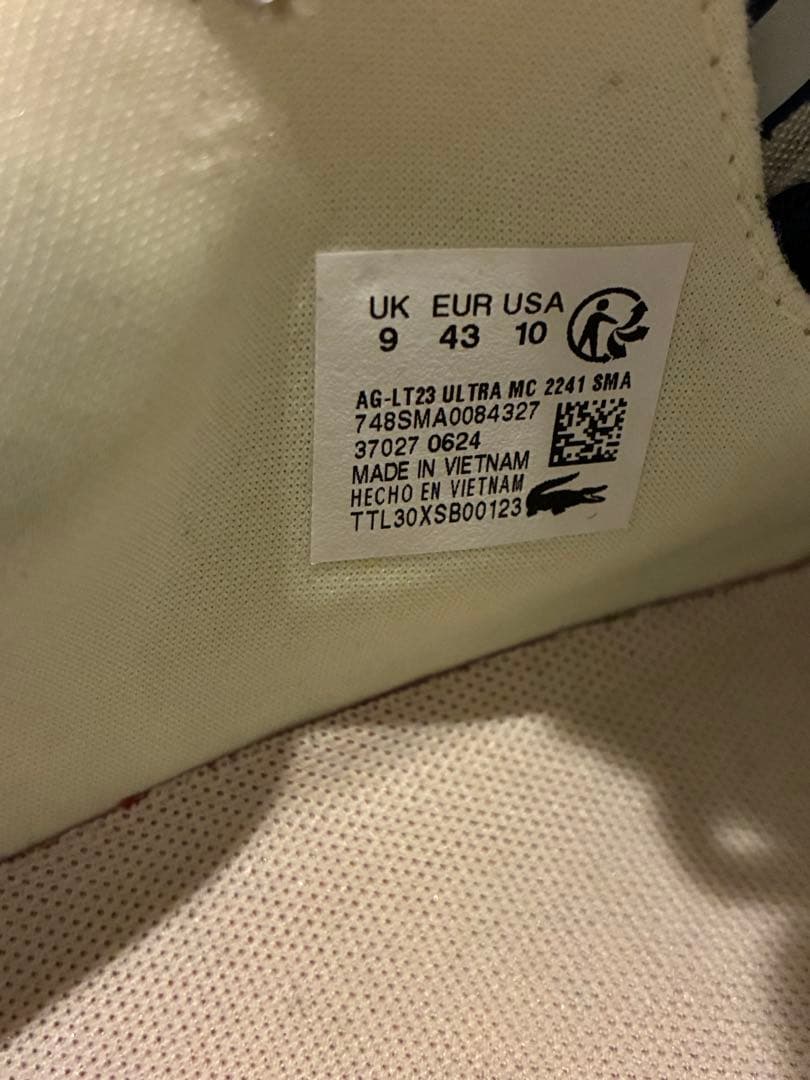 UK EUR USA
9 43 10
AG-LT23 ULTRA MC 2241 SMA
748SMA0084327
37027 0624
MADE IN VIETNAM
HECHO EN VIETNAM
TTL30XSB00123